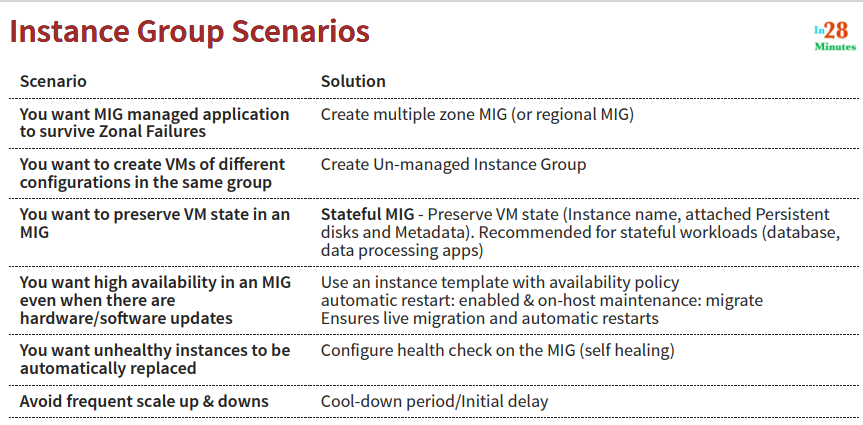 Instance Group Scenarios
In28
Minutes
Scenario Solution
You want MIG managed application Create multiple zone MIG (or regional MIG)
to survive Zonal Failures
You want to create VMs of different Create Un-managed Instance Group
configurations in the same group
You want to preserve VM state in an Stateful MIG - Preserve VM state (Instance name, attached Persistent
MIG disks and Metadata). Recommended for stateful workloads (database,
data processing apps)
You want high availability in an MIG Use an instance template with availability policy
even when there are automatic restart: enabled & on-host maintenance: migrate
hardware/software updates Ensures live migration and automatic restarts
You want unhealthy instances to be Configure health check on the MIG (self healing)
automatically replaced
Avoid frequent scale up & downs Cool-down period/Initial delay